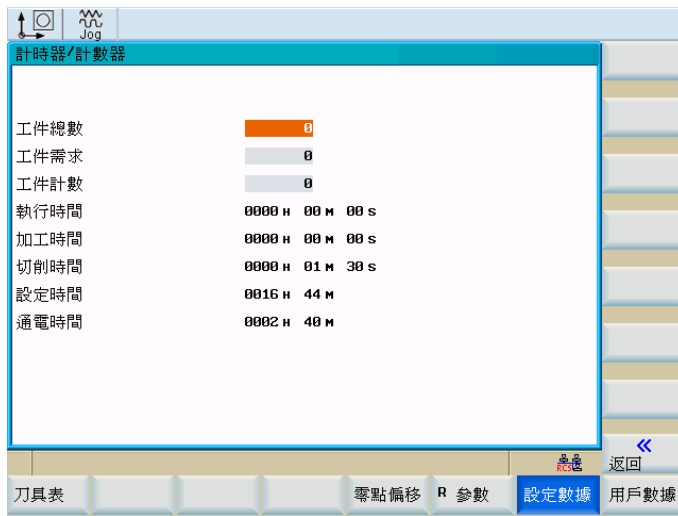 Jog
計時器/計數器
工件總數 0
工件需求 0
工件計數 0
執行時間 0000 H 00 M 00 S
加工時間 0000 H 00 M 00 S
切削時間 0000 H 01 M 30 S
設定時間 0016 H 44 M
通電時間 0002 H 40 M
RCS
返回
刀具表 零點偏移 R 參數 設定數據 用戶數據